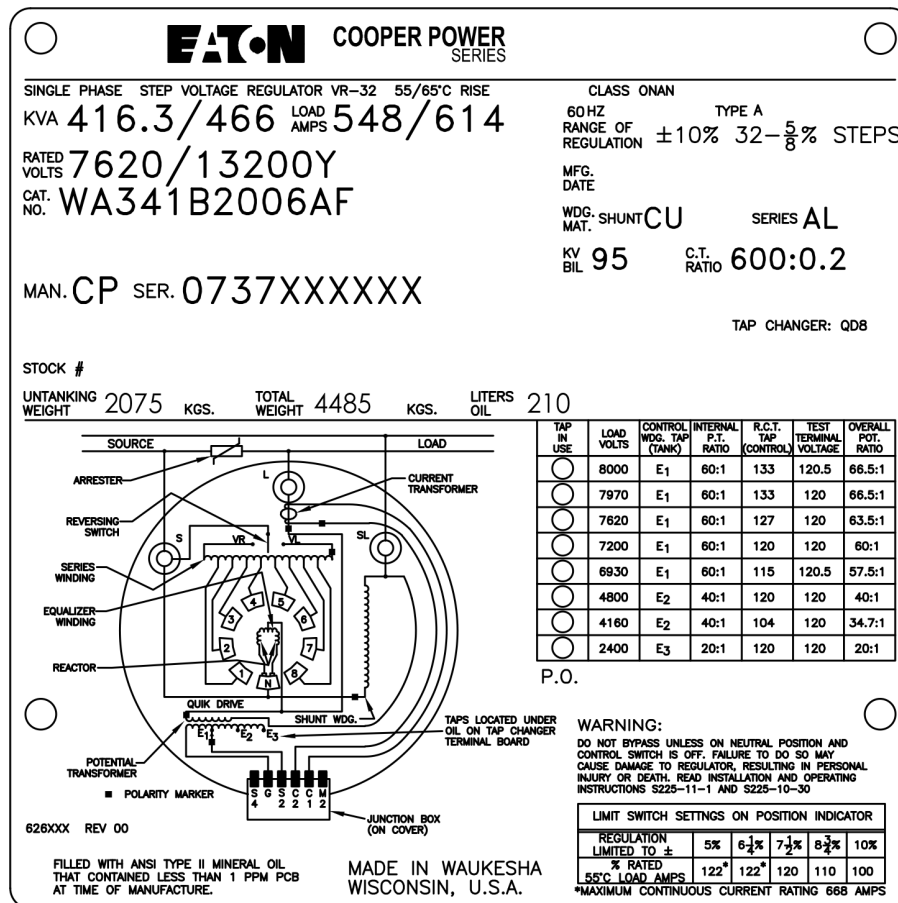 EATON COOPER POWER SERIES
SINGLE PHASE STEP VOLTAGE REGULATOR VR-32 55/65°C RISE
CLASS ONAN
KVA 416.3/466 LOAD AMPS 548/614
60 HZ TYPE A
RANGE OF REGULATION ±10% 32-5/8% STEPS
RATED VOLTS 7620/13200Y
MFG. DATE
CAT. NO. WA341B2006AF
WDG. MAT. SHUNT CU SERIES AL
KV BIL 95 C.T. RATIO 600:0.2
MAN. CP SER. 0737XXXXXX
TAP CHANGER: QD8
STOCK #
UNTANKING WEIGHT 2075 KGS. TOTAL WEIGHT 4485 KGS. LITERS OIL 210
SOURCE LOAD
ARRESTER
L
CURRENT TRANSFORMER
REVERSING SWITCH
S
VR VL
SL
SERIES WINDING
EQUALIZER WINDING
4 5
3 6
2 7
1 8
N
REACTOR
QUIK DRIVE
SHUNT WDG.
E1 E2 E3
TAPS LOCATED UNDER OIL ON TAP CHANGER TERMINAL BOARD
POTENTIAL TRANSFORMER
■ POLARITY MARKER
S4 G S2 C2 C1 M2
JUNCTION BOX (ON COVER)
626XXX REV 00
FILLED WITH ANSI TYPE II MINERAL OIL
THAT CONTAINED LESS THAN 1 PPM PCB
AT TIME OF MANUFACTURE.
MADE IN WAUKESHA
WISCONSIN, U.S.A.
TAP IN USE LOAD VOLTS CONTROL WDG. TAP (TANK) INTERNAL P.T. RATIO R.C.T. TAP (CONTROL) TEST TERMINAL VOLTAGE OVERALL POT. RATIO
8000 E1 60:1 133 120.5 66.5:1
7970 E1 60:1 133 120 66.5:1
7620 E1 60:1 127 120 63.5:1
7200 E1 60:1 120 120 60:1
6930 E1 60:1 115 120.5 57.5:1
4800 E2 40:1 120 120 40:1
4160 E2 40:1 104 120 34.7:1
2400 E3 20:1 120 120 20:1
P.O.
WARNING:
DO NOT BYPASS UNLESS ON NEUTRAL POSITION AND
CONTROL SWITCH IS OFF. FAILURE TO DO SO MAY
CAUSE DAMAGE TO REGULATOR, RESULTING IN PERSONAL
INJURY OR DEATH. READ INSTALLATION AND OPERATING
INSTRUCTIONS S225-11-1 AND S225-10-30
LIMIT SWITCH SETTNGS ON POSITION INDICATOR
REGULATION LIMITED TO ± 5% 6 1/4% 7 1/2% 8 3/4% 10%
% RATED 55°C LOAD AMPS 122* 122* 120 110 100
*MAXIMUM CONTINUOUS CURRENT RATING 668 AMPS